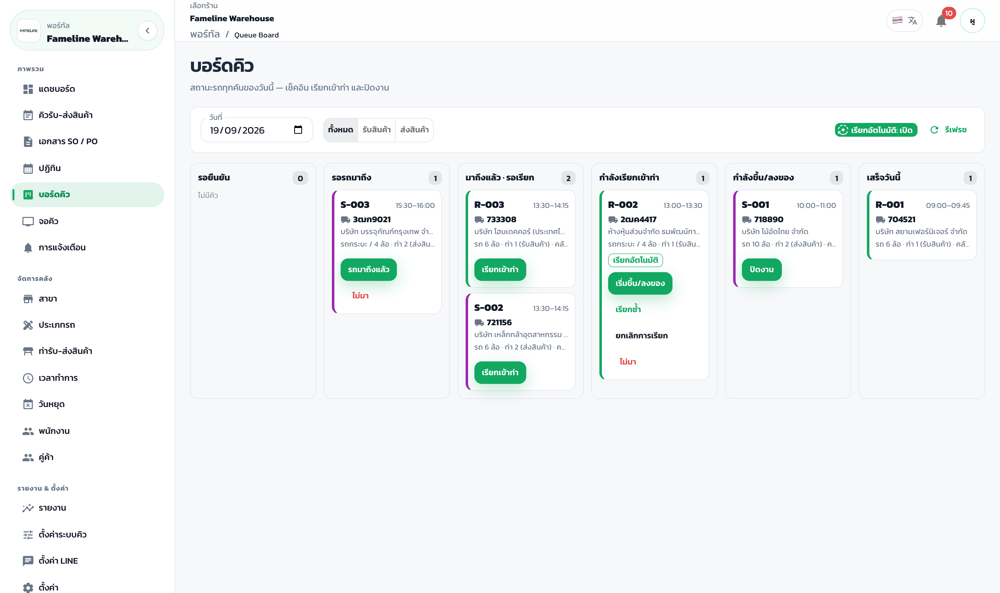 FAMELINE
พอร์ทัล
Fameline Wareh...
ภาพรวม
แดชบอร์ด
คิวรับ-ส่งสินค้า
เอกสาร SO / PO
ปฏิทิน
บอร์ดคิว
จอคิว
การแจ้งเตือน
จัดการคลัง
สาขา
ประเภทรถ
ท่ารับ-ส่งสินค้า
เวลาทำการ
วันหยุด
พนักงาน
คู่ค้า
รายงาน & ตั้งค่า
รายงาน
ตั้งค่าระบบคิว
ตั้งค่า LINE
ตั้งค่า
เลือกร้าน
Fameline Warehouse
พอร์ทัล / Queue Board
10
ผู
บอร์ดคิว
สถานะรถทุกคันของวันนี้ — เช็คอิน เรียกเข้าท่า และปิดงาน
วันที่
19/09/2026
ทั้งหมด
รับสินค้า
ส่งสินค้า
เรียกอัตโนมัติ: เปิด
รีเฟรช
รอยืนยัน 0
ไม่มีคิว
รอรถมาถึง 1
S-003 15:30–16:00
3ฒก9021
บริษัท บรรจุภัณฑ์กรุงเทพ จำ...
รถกระบะ / 4 ล้อ · ท่า 2 (ส่งสิน...
รถมาถึงแล้ว
ไม่มา
มาถึงแล้ว · รอเรียก 2
R-003 13:30–14:15
733308
บริษัท โฮมเดคคอร์ (ประเทศไ...
รถ 6 ล้อ · ท่า 1 (รับสินค้า) · คลั...
เรียกเข้าท่า
S-002 13:30–14:15
721156
บริษัท เหล็กกล้าอุตสาหกรรม ...
รถ 6 ล้อ · ท่า 2 (ส่งสินค้า) · ค...
เรียกเข้าท่า
กำลังเรียกเข้าท่า 1
R-002 13:00–13:30
2ฒค4417
ห้างหุ้นส่วนจำกัด ธนพัฒน์กา...
รถกระบะ / 4 ล้อ · ท่า 1 (รับสิน...
เรียกอัตโนมัติ
เริ่มขึ้น/ลงของ
เรียกซ้ำ
ยกเลิกการเรียก
ไม่มา
กำลังขึ้น/ลงของ 1
S-001 10:00–11:00
718890
บริษัท ไม้อัดไทย จำกัด
รถ 10 ล้อ · ท่า 2 (ส่งสินค้า) · ค...
ปิดงาน
เสร็จวันนี้ 1
R-001 09:00–09:45
704521
บริษัท สยามเฟอร์นิเจอร์ จำกัด
รถ 6 ล้อ · ท่า 1 (รับสินค้า) · คลั...